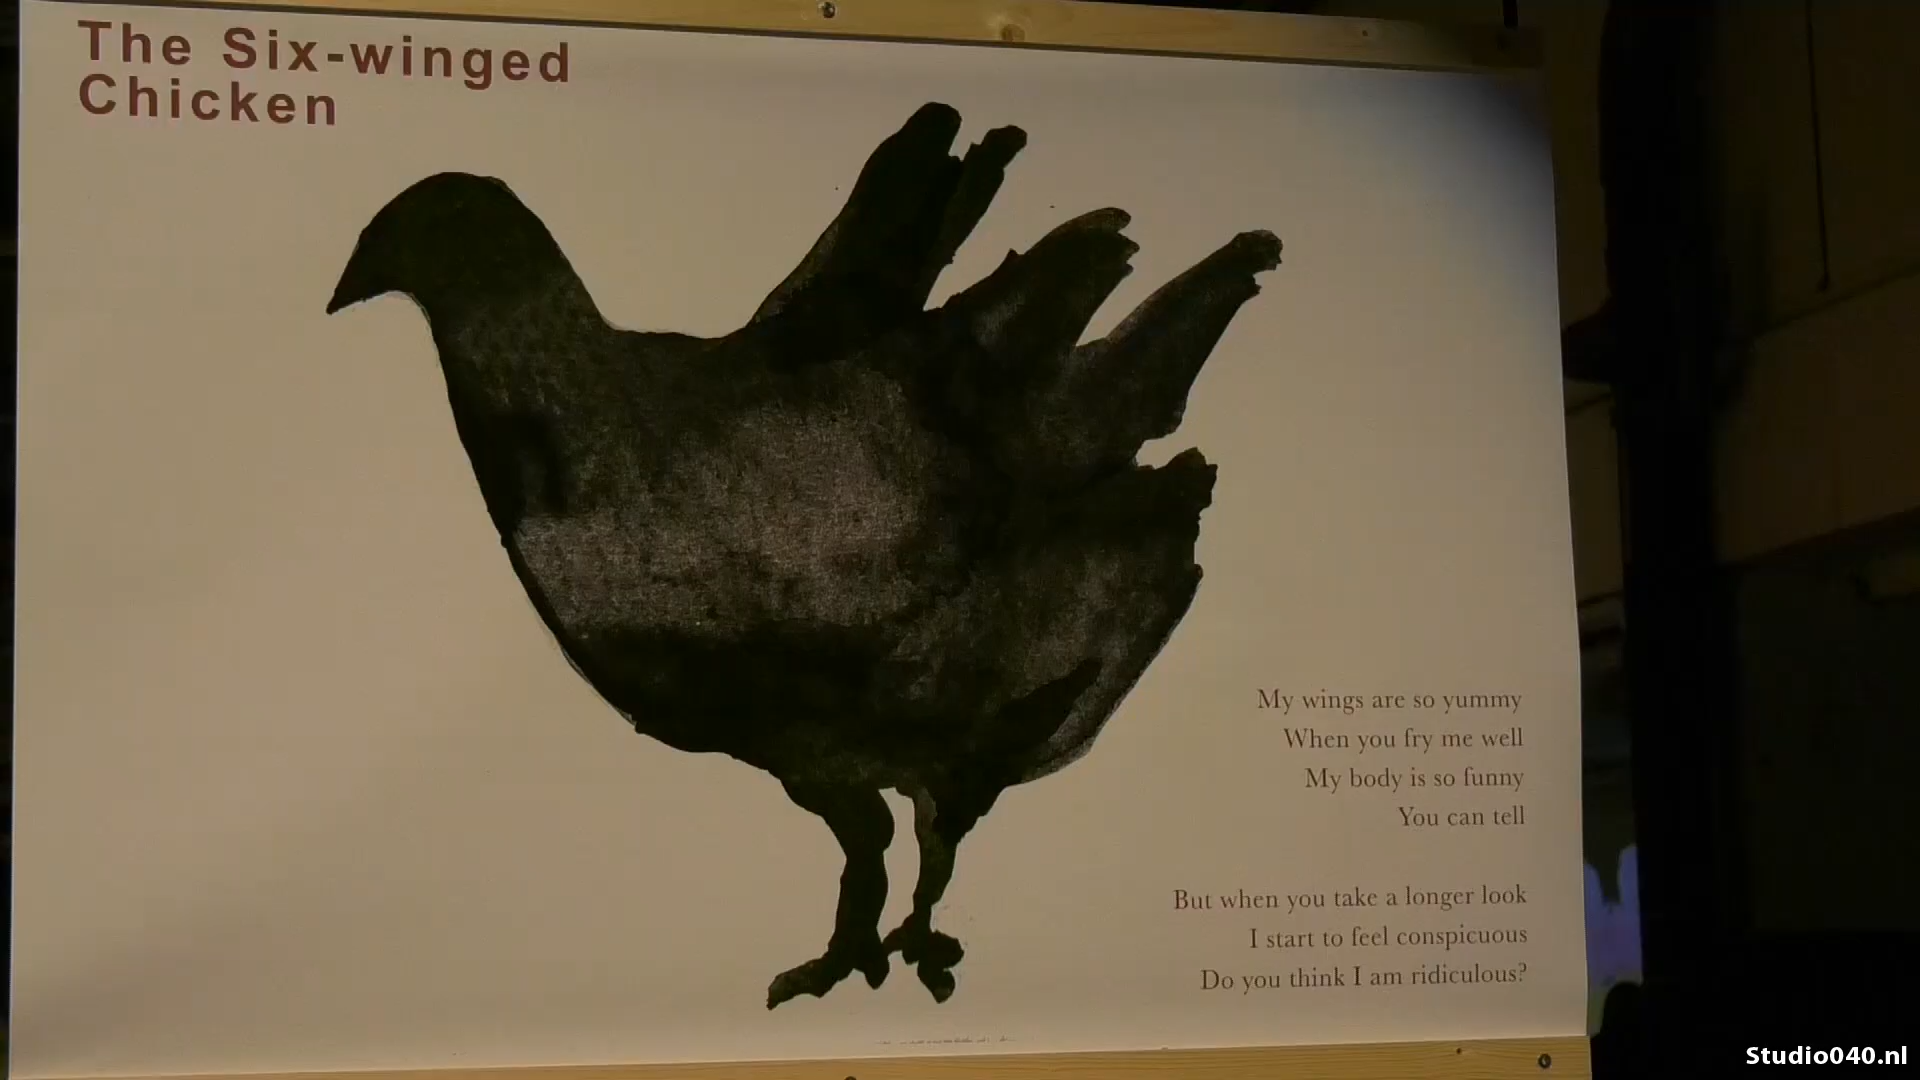 The Six-winged
Chicken
My wings are so yummy
When you fry me well
My body is so funny
You can tell
But when you take a longer look
I start to feel conspicuous
Do you think I am ridiculous?
Studio040.nl